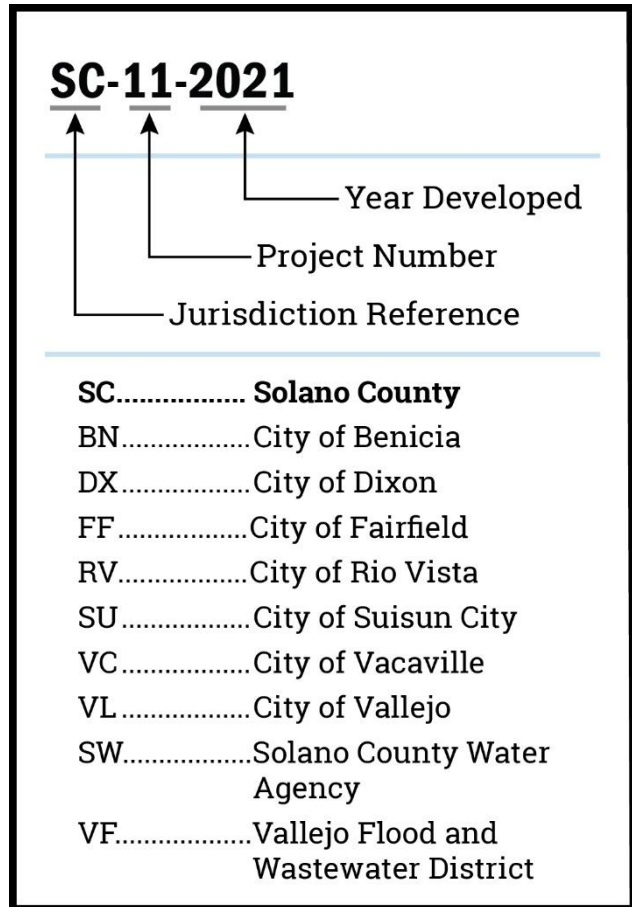 SC-11-2021
Year Developed
Project Number
Jurisdiction Reference
SC................. Solano County
BN..................City of Benicia
DX..................City of Dixon
FF..................City of Fairfield
RV..................City of Rio Vista
SU..................City of Suisun City
VC..................City of Vacaville
VL..................City of Vallejo
SW..................Solano County Water
Agency
VF...................Vallejo Flood and
Wastewater District